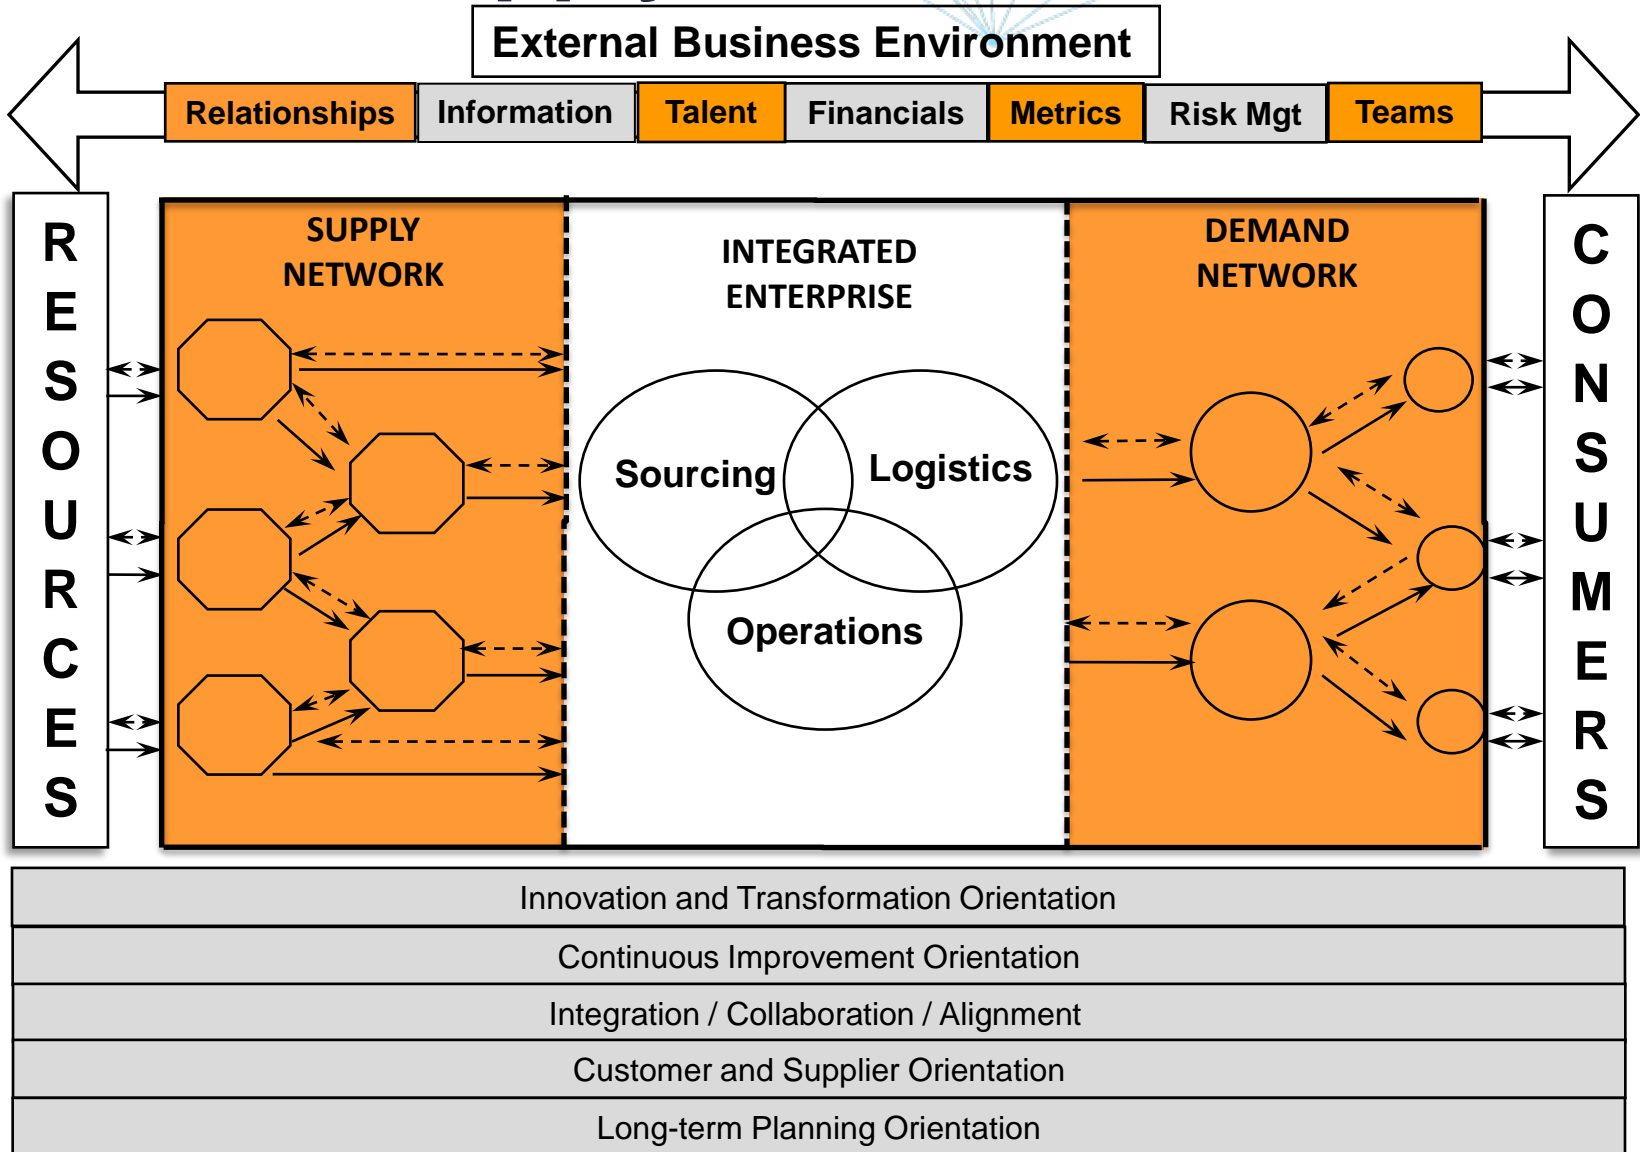 External Business Environment
Relationships Information Talent Financials Metrics Risk Mgt Teams
RESOURCES
SUPPLY
NETWORK
INTEGRATED
ENTERPRISE
Sourcing
Logistics
Operations
DEMAND
NETWORK
CONSUMERS
Innovation and Transformation Orientation
Continuous Improvement Orientation
Integration / Collaboration / Alignment
Customer and Supplier Orientation
Long-term Planning Orientation